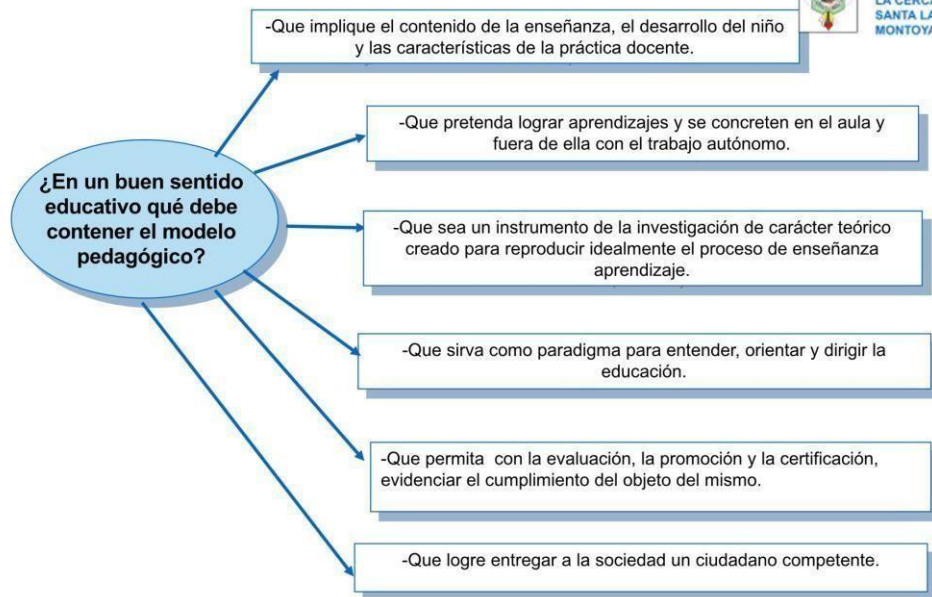 LA CERCA
SANTA LA
MONTOYA
-Que implique el contenido de la enseñanza, el desarrollo del niño
y las características de la práctica docente.
-Que pretenda lograr aprendizajes y se concreten en el aula y
fuera de ella con el trabajo autónomo.
¿En un buen sentido
educativo qué debe
contener el modelo
pedagógico?
-Que sea un instrumento de la investigación de carácter teórico
creado para reproducir idealmente el proceso de enseñanza
aprendizaje.
-Que sirva como paradigma para entender, orientar y dirigir la
educación.
-Que permita con la evaluación, la promoción y la certificación,
evidenciar el cumplimiento del objeto del mismo.
-Que logre entregar a la sociedad un ciudadano competente.